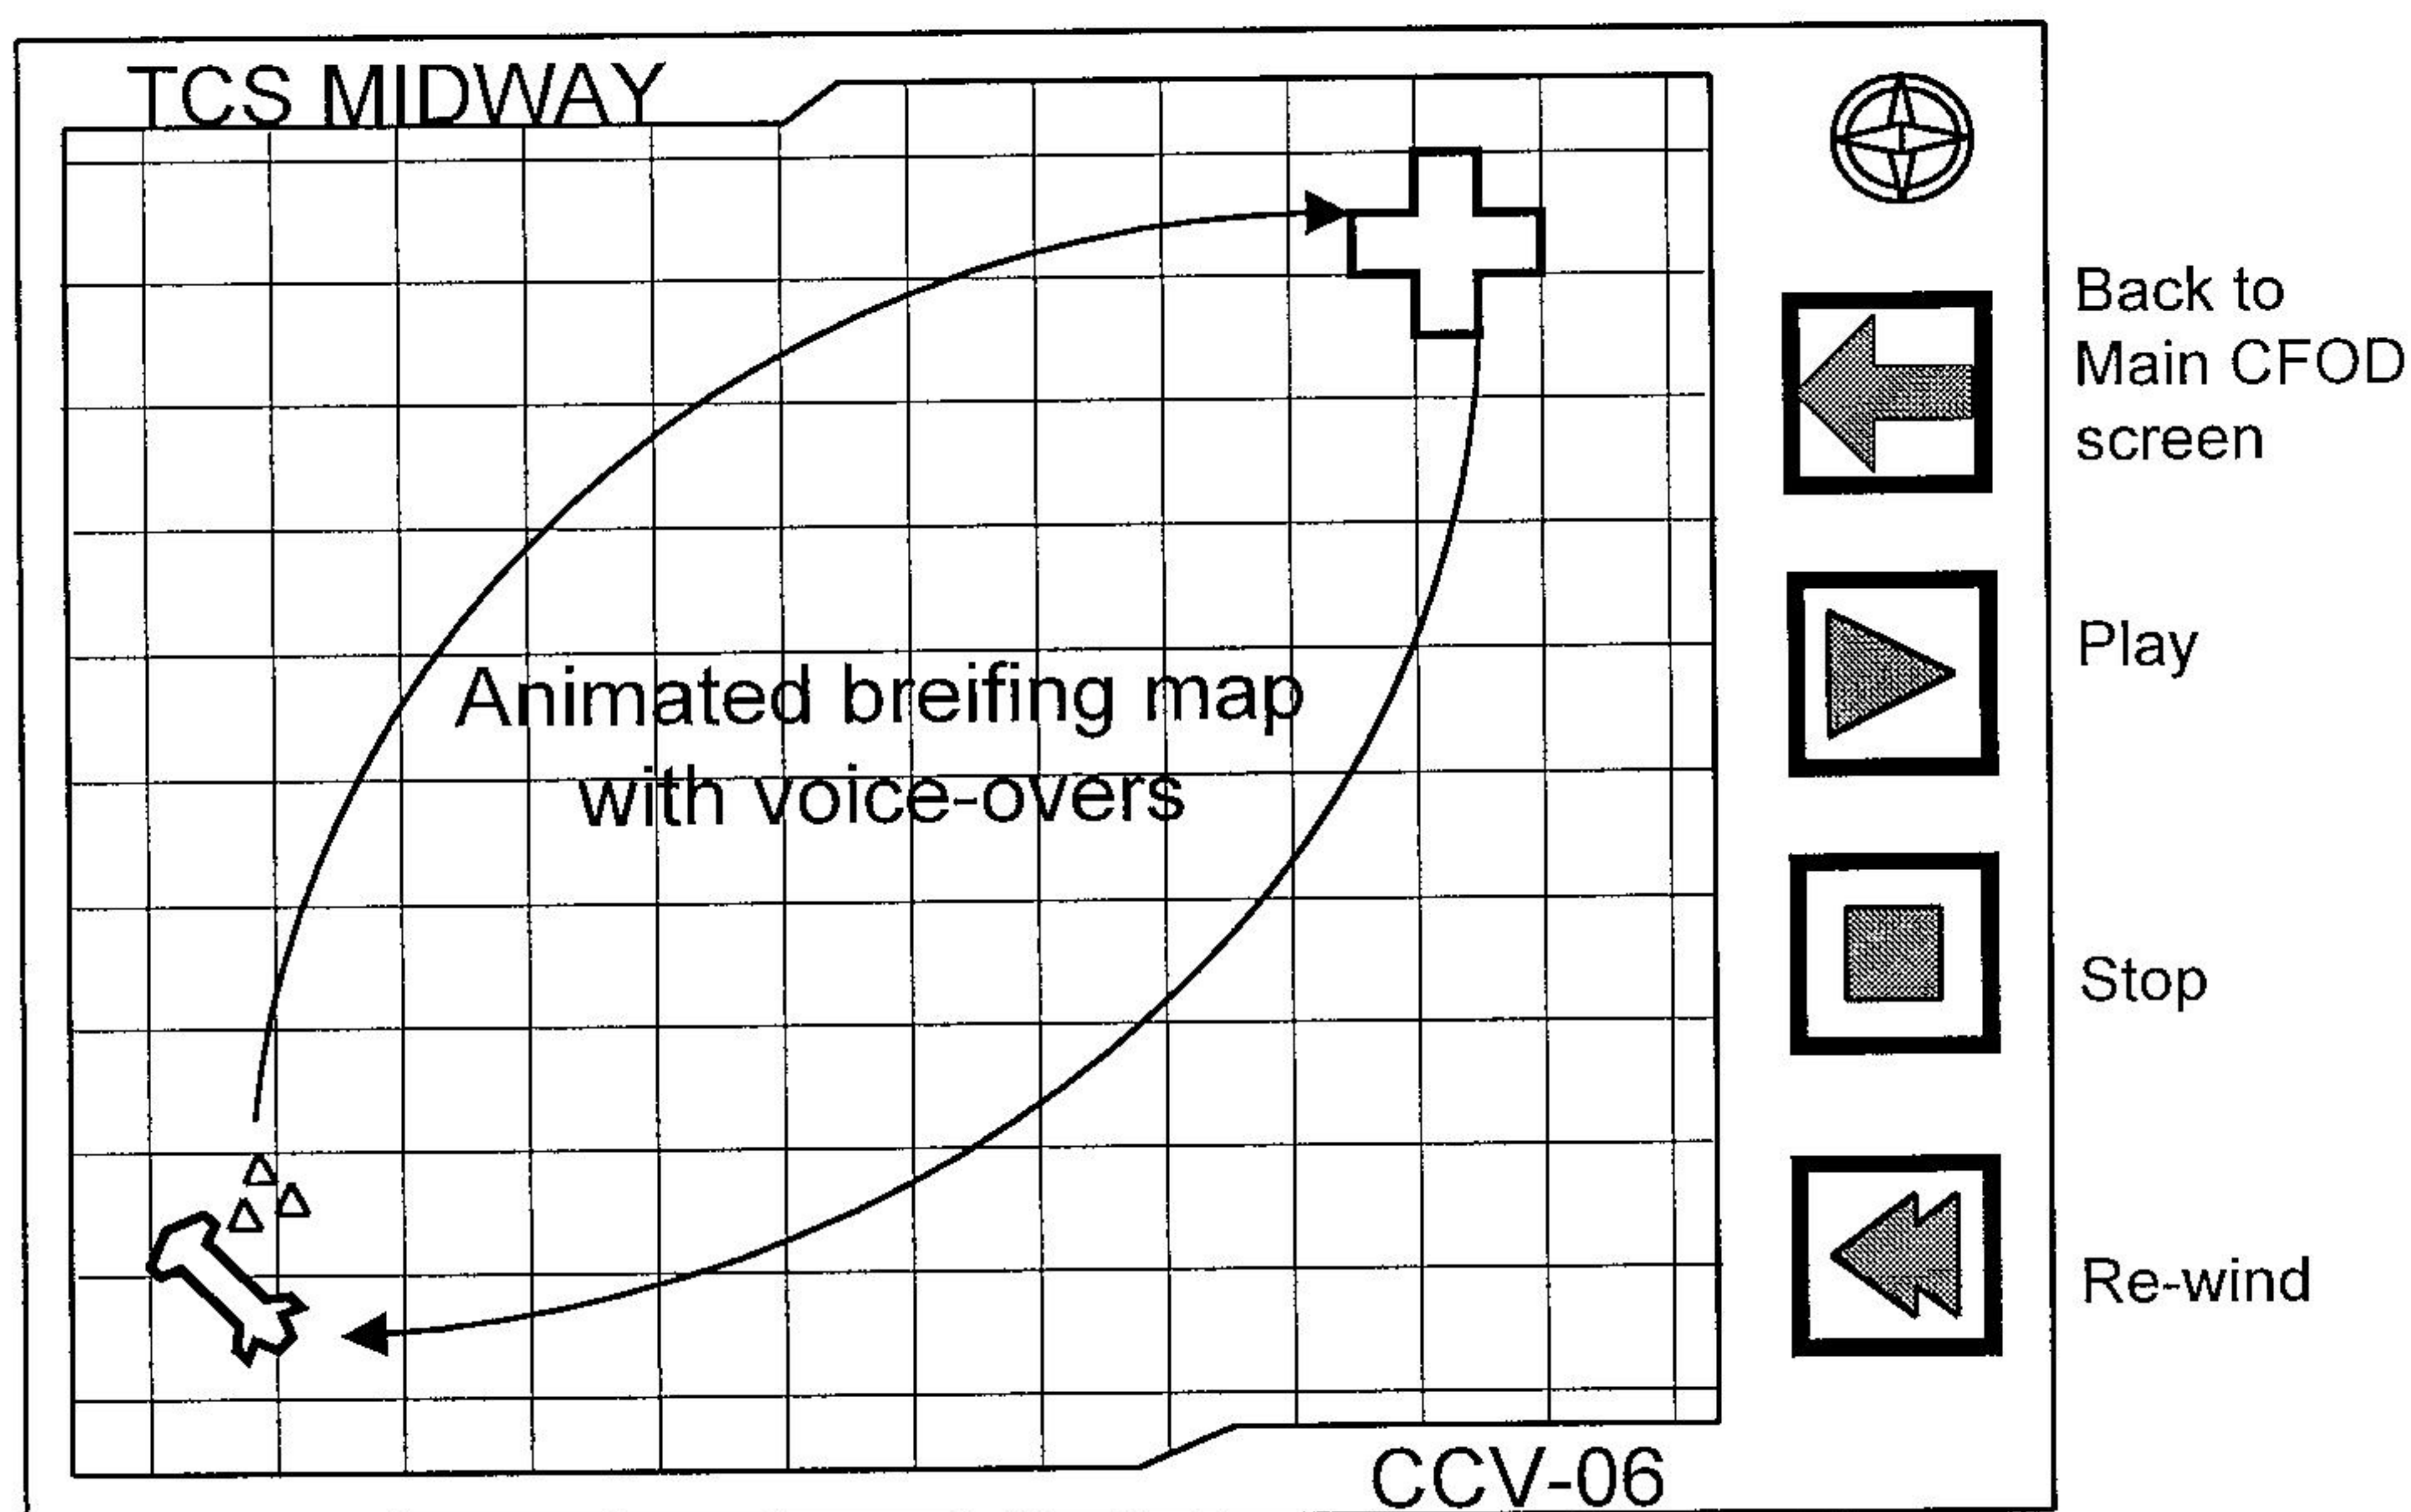 TCS MIDWAY
Back to
Main CFOD
screen
Play
Animated breifing map
with voice-overs
Stop
Re-wind
CCV-06